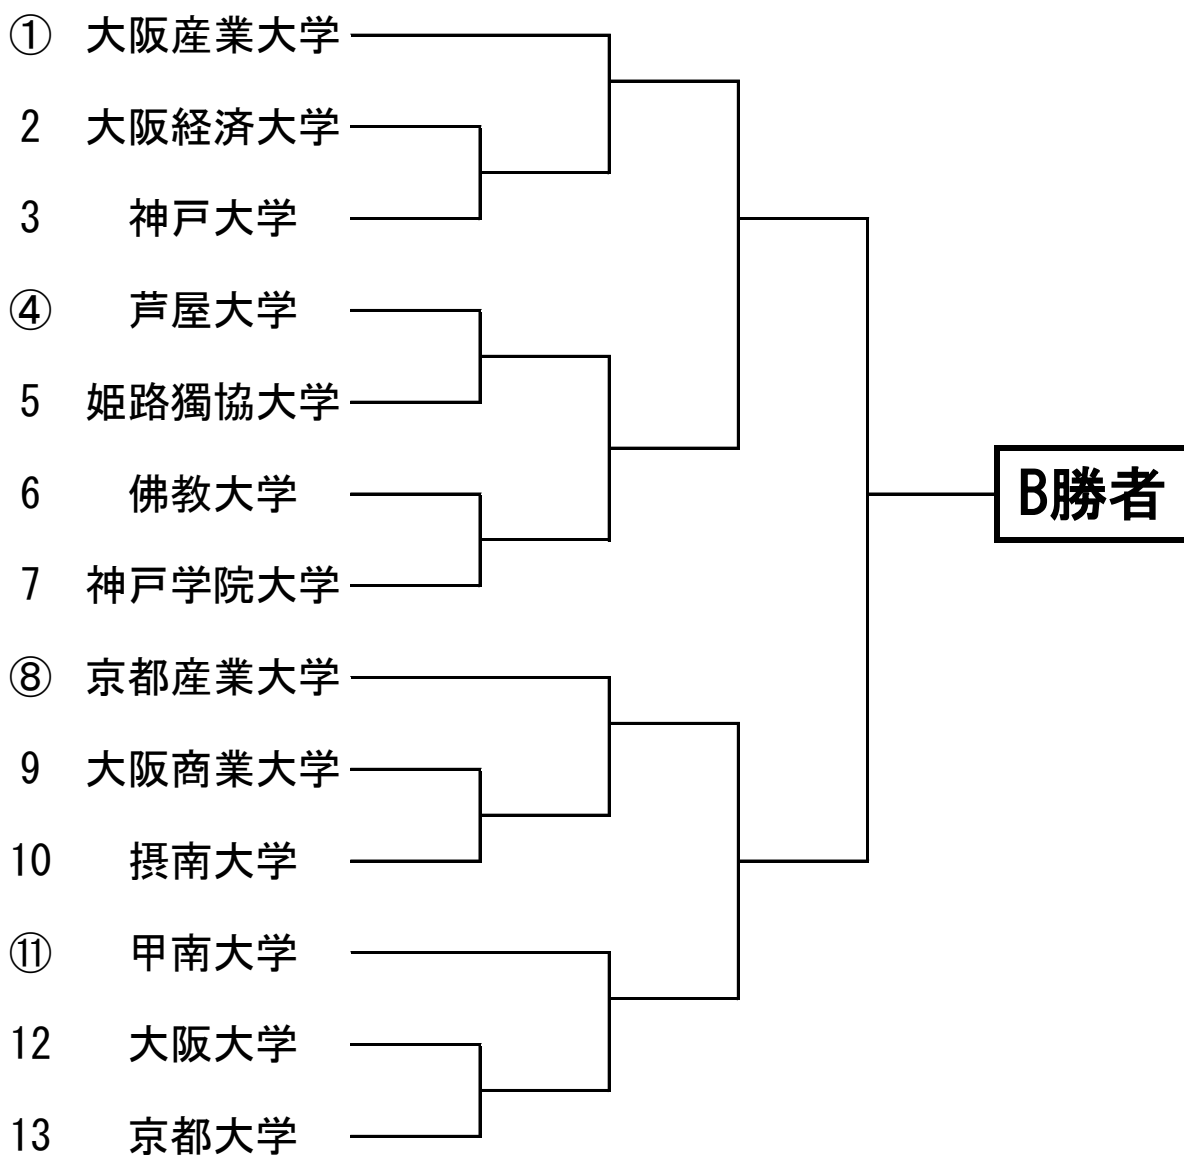 ① 大阪産業大学
2 大阪経済大学
3 神戸大学
④ 芦屋大学
5 姫路獨協大学
6 佛教大学
7 神戸学院大学
⑧ 京都産業大学
9 大阪商業大学
10 摂南大学
⑪ 甲南大学
12 大阪大学
13 京都大学
B勝者